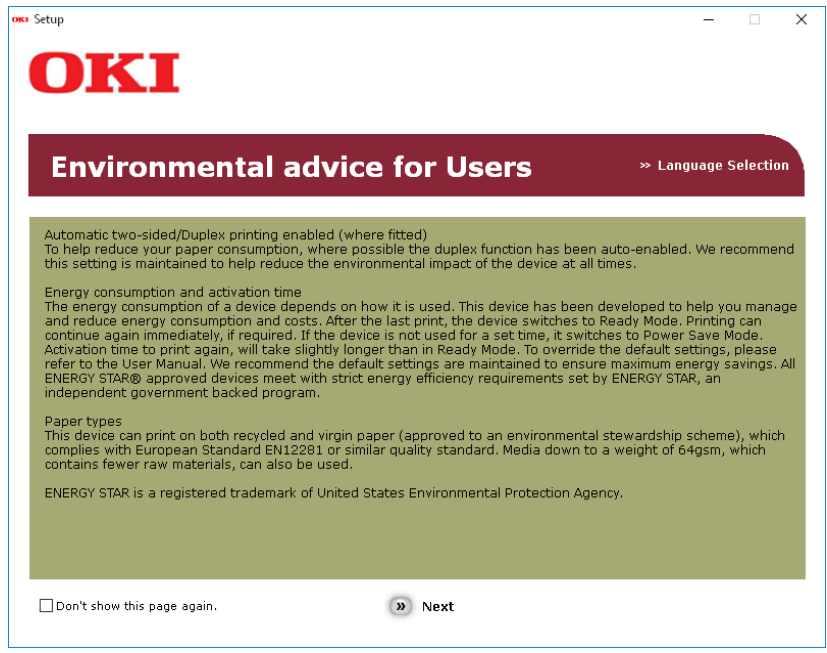 OKI Setup
OKI
Environmental advice for Users
» Language Selection
Automatic two-sided/Duplex printing enabled (where fitted)
To help reduce your paper consumption, where possible the duplex function has been auto-enabled. We recommend
this setting is maintained to help reduce the environmental impact of the device at all times.
Energy consumption and activation time
The energy consumption of a device depends on how it is used. This device has been developed to help you manage
and reduce energy consumption and costs. After the last print, the device switches to Ready Mode. Printing can
continue again immediately, if required. If the device is not used for a set time, it switches to Power Save Mode.
Activation time to print again, will take slightly longer than in Ready Mode. To override the default settings, please
refer to the User Manual. We recommend the default settings are maintained to ensure maximum energy savings. All
ENERGY STAR® approved devices meet with strict energy efficiency requirements set by ENERGY STAR, an
independent government backed program.
Paper types
This device can print on both recycled and virgin paper (approved to an environmental stewardship scheme), which
complies with European Standard EN12281 or similar quality standard. Media down to a weight of 64gsm, which
contains fewer raw materials, can also be used.
ENERGY STAR is a registered trademark of United States Environmental Protection Agency.
Don't show this page again.
» Next